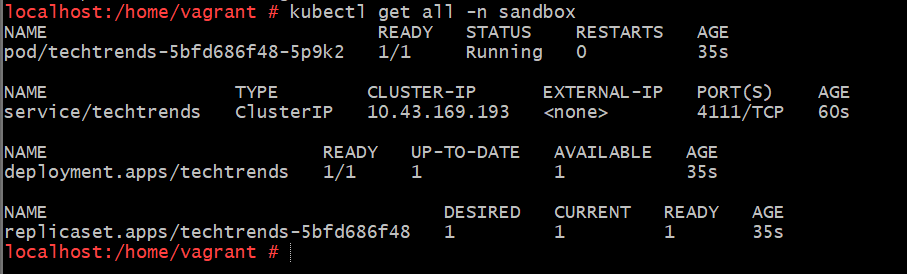 localhost:/home/vagrant # kubectl get all -n sandbox
NAME READY STATUS RESTARTS AGE
pod/techtrends-5bfd686f48-5p9k2 1/1 Running 0 35s
NAME TYPE CLUSTER-IP EXTERNAL-IP PORT(S) AGE
service/techtrends ClusterIP 10.43.169.193 <none> 4111/TCP 60s
NAME READY UP-TO-DATE AVAILABLE AGE
deployment.apps/techtrends 1/1 1 1 35s
NAME DESIRED CURRENT READY AGE
replicaset.apps/techtrends-5bfd686f48 1 1 1 35s
localhost:/home/vagrant #